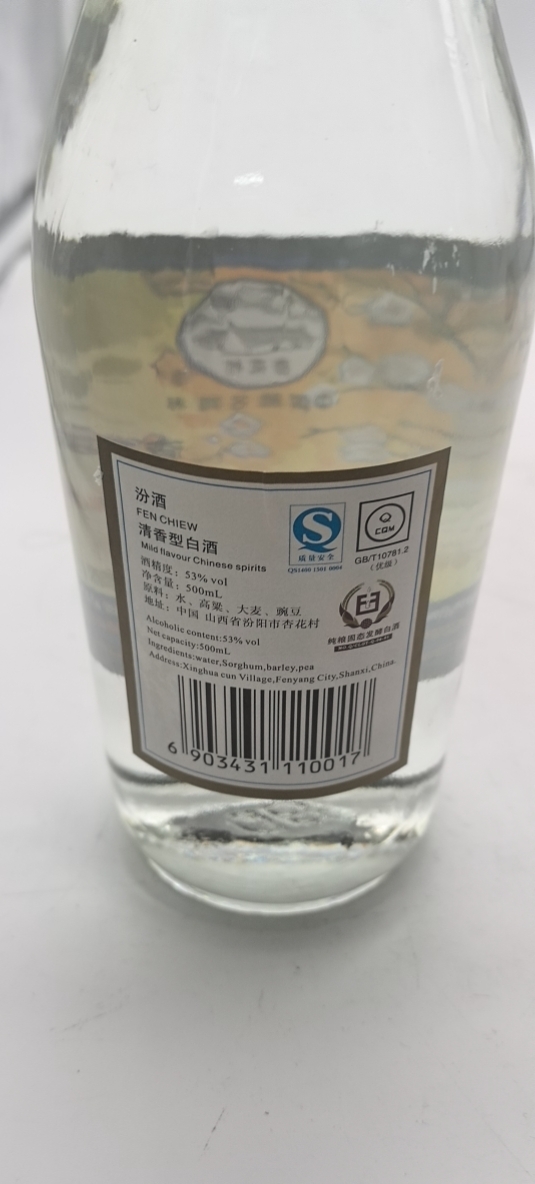 汾酒
FEN CHIEW
清香型白酒
Mild flavour Chinese spirits
酒精度：53% vol
净含量：500mL
原料：水、高粱、大麦、豌豆
地址：中国 山西省汾阳市杏花村
Alcoholic content:53% vol
Net capacity:500mL
Ingredients:water,Sorghum,barley,pea
Address:Xinghua cun Village,Fenyang City,Shanxi,China.
S
质量安全
QS1400 1501 0004
CQM
GB/T10781.2
（优级）
纯粮固态发酵白酒
6 903431 110017